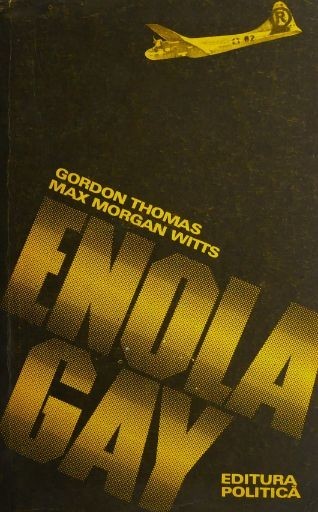 R
82
GORDON THOMAS
MAX MORGAN WITTS
ENOLA
GAY
EDITURA
POLITICĂ